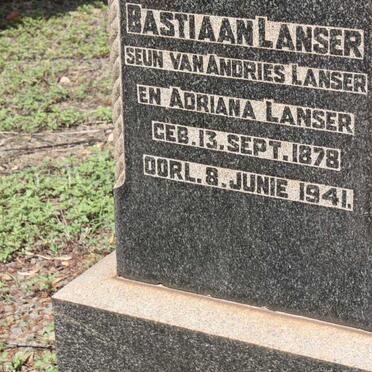 BASTIAAN LANSER
SEUN VAN ANDRIES LANSER
EN ADRIANA LANSER
GEB. 13. SEPT. 1878
OORL. 8. JUNIE 1941.